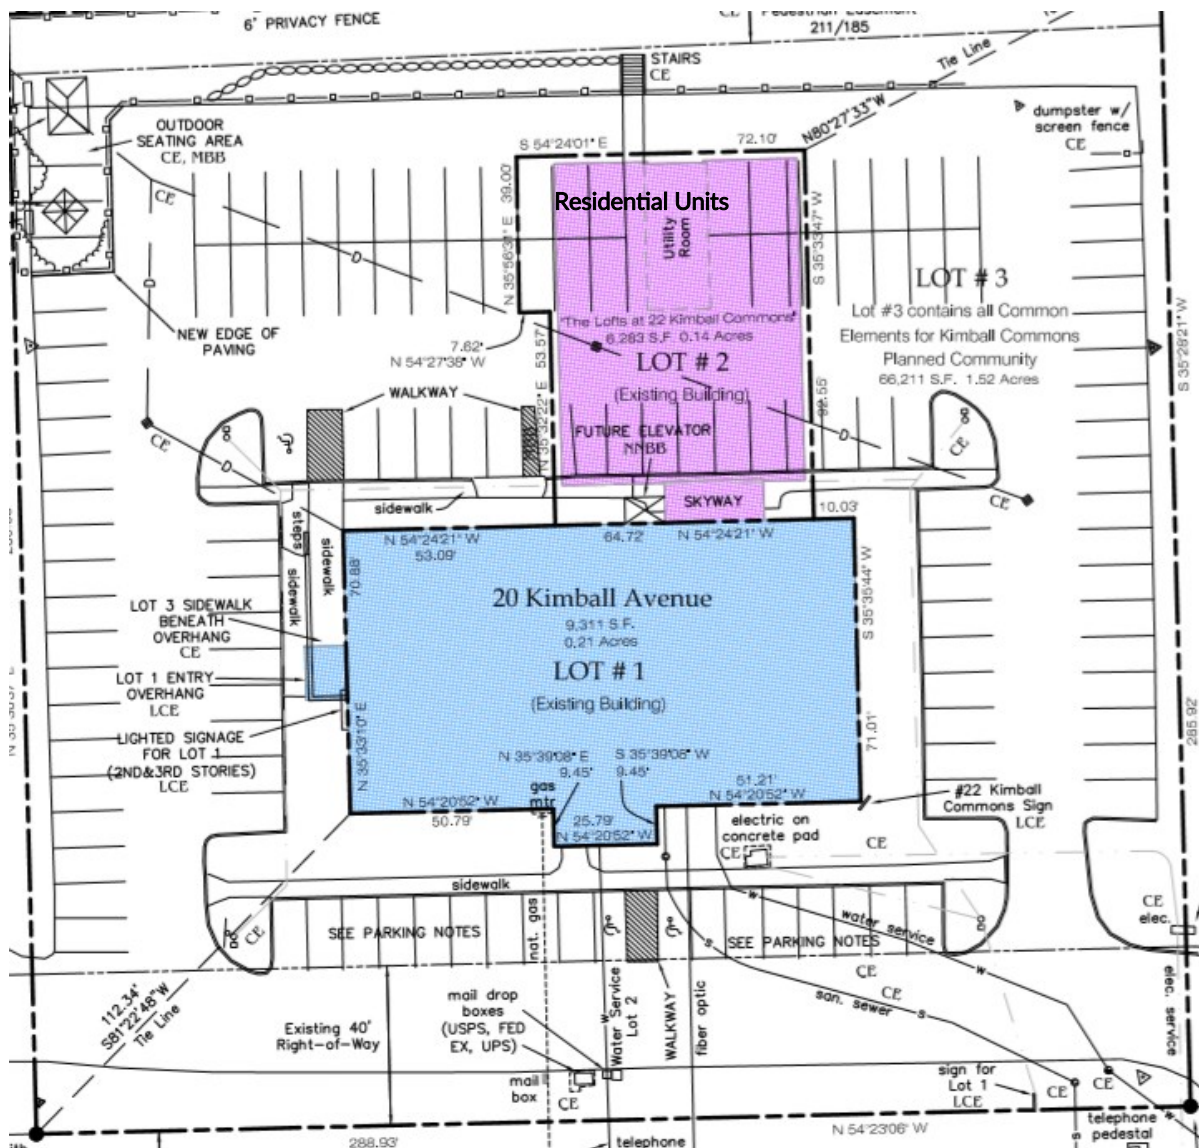 6' PRIVACY FENCE
CE
Pedestrian Easement
211/185
STAIRS
CE
Tie Line
N80°27'33"W
dumpster w/
screen fence
CE
OUTDOOR
SEATING AREA
CE, MBB
CE
S 54°24'01" E
72.10'
39.00'
N 35°56'31" E
Residential Units
Utility
Room
S 35°33'47" W
D
D
LOT # 3
Lot #3 contains all Common
Elements for Kimball Commons
Planned Community
66,211 S.F. 1.52 Acres
S 35°28'21" W
NEW EDGE OF
PAVING
7.62'
N 54°27'38" W
53.57'
N 35°32'22" E
"The Lofts at 22 Kimball Commons"
6,283 S.F 0.14 Acres
LOT # 2
(Existing Building)
92.55'
WALKWAY
FUTURE ELEVATOR
NNBB
D
CE
CE
D
CE
sidewalk
SKYWAY
10.03'
steps
sidewalk
sidewalk
N 54°24'21" W
53.09'
64.72'
N 54°24'21" W
70.88'
S 35°35'44" W
20 Kimball Avenue
9,311 S.F.
0.21 Acres
LOT # 1
(Existing Building)
LOT 3 SIDEWALK
BENEATH
OVERHANG
CE
LOT 1 ENTRY
OVERHANG
LCE
LIGHTED SIGNAGE
FOR LOT 1
(2ND&3RD STORIES)
LCE
N 35°33'10" E
71.01'
285.92'
N 35°39'08" E
9.45'
S 35°39'08" W
9.45'
gas
mtr
N 54°20'52" W
50.79'
25.79'
N 54°20'52" W
51.21'
N 54°20'52" W
#22 Kimball
Commons Sign
LCE
electric on
concrete pad
CE
CE
sidewalk
CE
elec.
CE
SEE PARKING NOTES
nat. gas
SEE PARKING NOTES
w
water service
w
s
san. sewer
s
CE
CE
elec. service
112.34'
S81°22'48"W
Tie Line
Existing 40'
Right-of-Way
mail drop
boxes
(USPS, FED
EX, UPS)
mail
box
CE
w
Water Service
Lot 2
WALKWAY
fiber optic
sign for
Lot 1
LCE
CE
CE
w
s
telephone
pedestal
288.93'
telephone
N 54°23'06" W